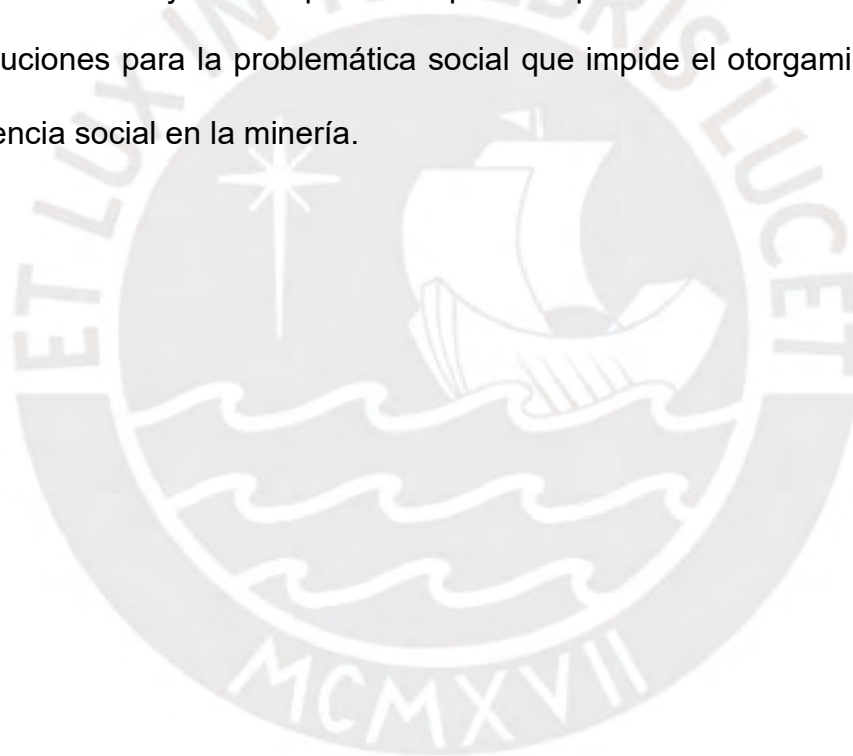 uciones para la problemática social que impide el otorgami
encia social en la minería.
ET LUX IN TENEBRIS LUCET
MCMXVII